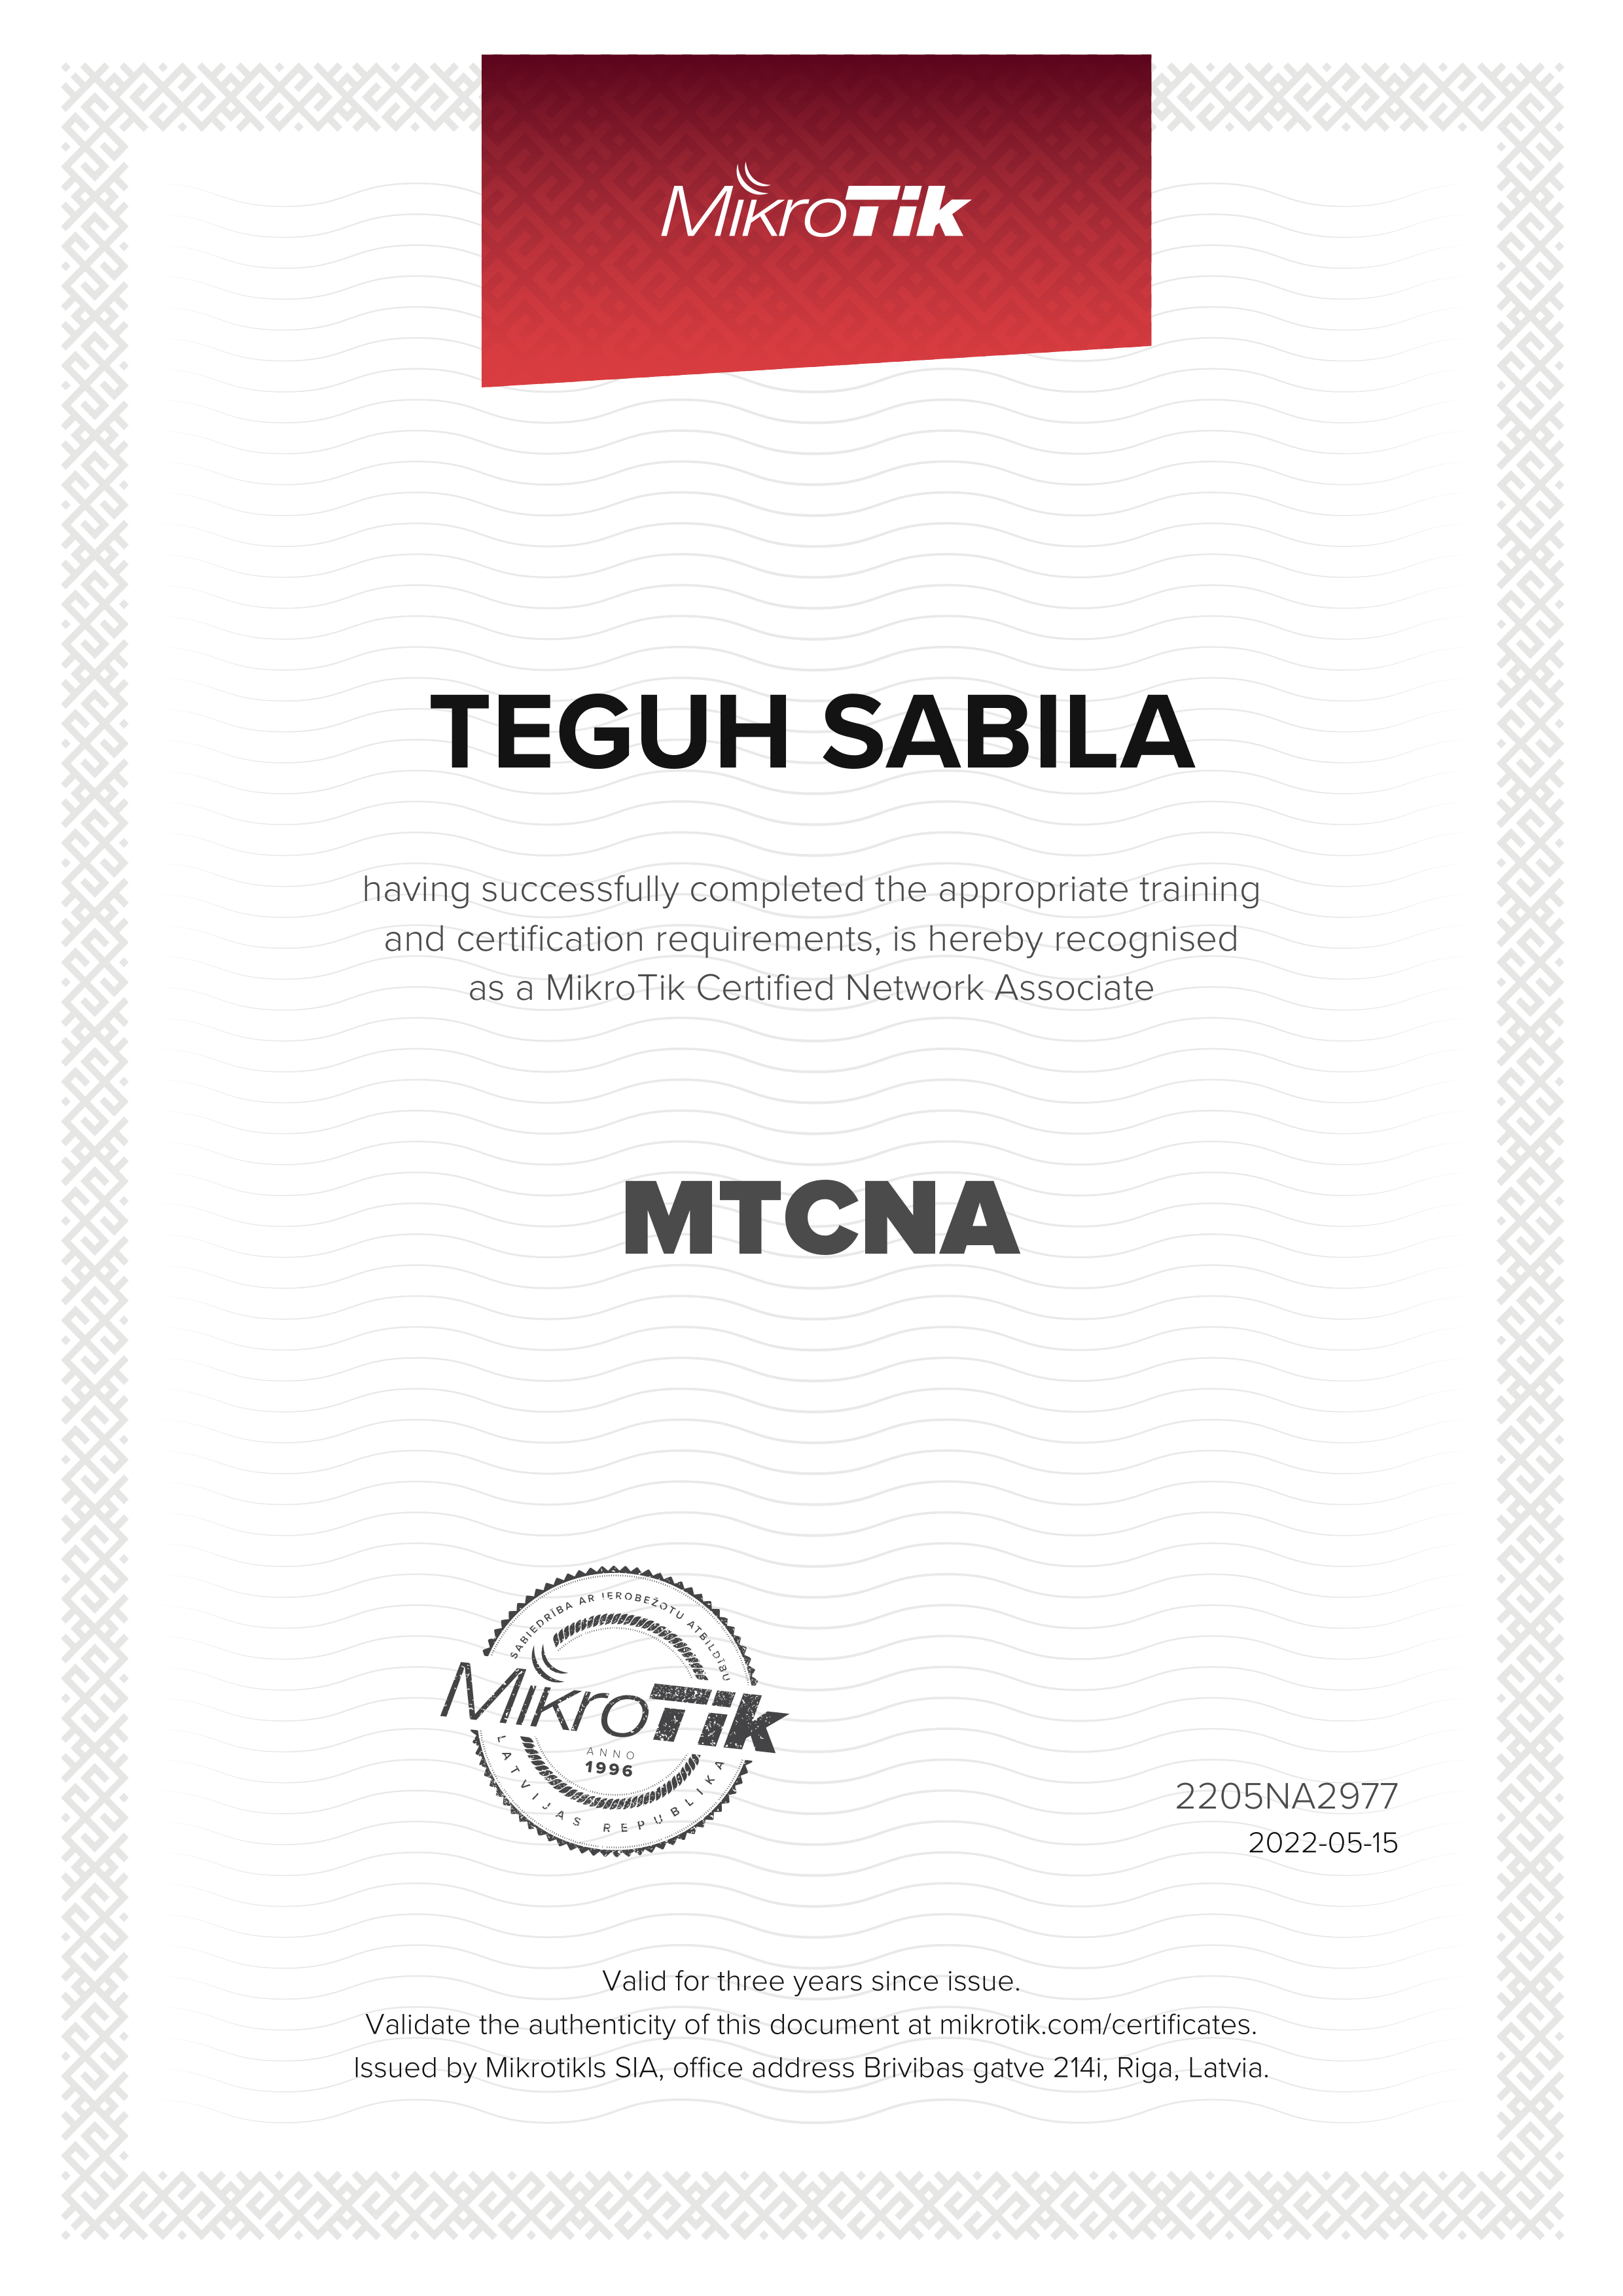 MikroTik
TEGUH SABILA
having successfully completed the appropriate training
and certification requirements, is hereby recognised
as a MikroTik Certified Network Associate
MTCNA
SABIEDRĪBA AR IEROBEŽOTU ATBILDĪBU
MikroTik
ANNO
1996
LATVIJAS REPUBLIKA
2205NA2977
2022-05-15
Valid for three years since issue.
Validate the authenticity of this document at mikrotik.com/certificates.
Issued by Mikrotikls SIA, office address Brivibas gatve 214i, Riga, Latvia.